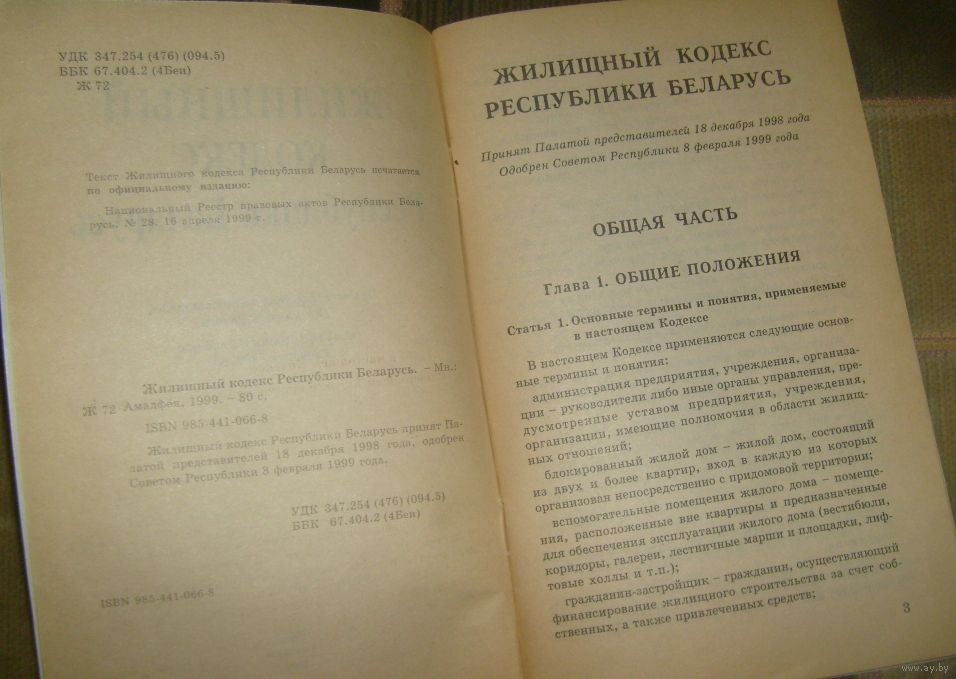 УДК 347.254 (476) (094.5)
ББК 67.404.2 (4Беи)
Ж 72
Текст Жилищного кодекса Республики Беларусь печатается
по официальному изданию:
Национальный Реестр правовых актов Республики Бела-
русь. № 28. 16 апреля 1999 г.
Жилищный кодекс Республики Беларусь. – Мн.:
Ж 72 Амалфея, 1999. – 80 с.
ISBN 985-441-066-8
Жилищный кодекс Республики Беларусь принят Па-
латой представителей 18 декабря 1998 года, одобрен
Советом Республики 8 февраля 1999 года.
УДК 347.254 (476) (094.5)
ББК 67.404.2 (4Беи)
ISBN 985-441-066-8
ЖИЛИЩНЫЙ КОДЕКС
РЕСПУБЛИКИ БЕЛАРУСЬ
Принят Палатой представителей 18 декабря 1998 года
Одобрен Советом Республики 8 февраля 1999 года
ОБЩАЯ ЧАСТЬ
Глава 1. ОБЩИЕ ПОЛОЖЕНИЯ
Статья 1. Основные термины и понятия, применяемые
в настоящем Кодексе
В настоящем Кодексе применяются следующие основ-
ные термины и понятия:
администрация предприятия, учреждения, организа-
ции – руководители либо иные органы управления, пре-
дусмотренные уставом предприятия, учреждения,
организации, имеющие полномочия в области жилищ-
ных отношений;
блокированный жилой дом – жилой дом, состоящий
из двух и более квартир, вход в каждую из которых
организован непосредственно с придомовой территории;
вспомогательные помещения жилого дома – помеще-
ния, расположенные вне квартиры и предназначенные
для обеспечения эксплуатации жилого дома (вестибюли,
коридоры, галереи, лестничные марши и площадки, лиф-
товые холлы и т.п.);
гражданин-застройщик – гражданин, осуществляющий
финансирование жилищного строительства за счет соб-
ственных, а также привлеченных средств;
3
www.ay.by